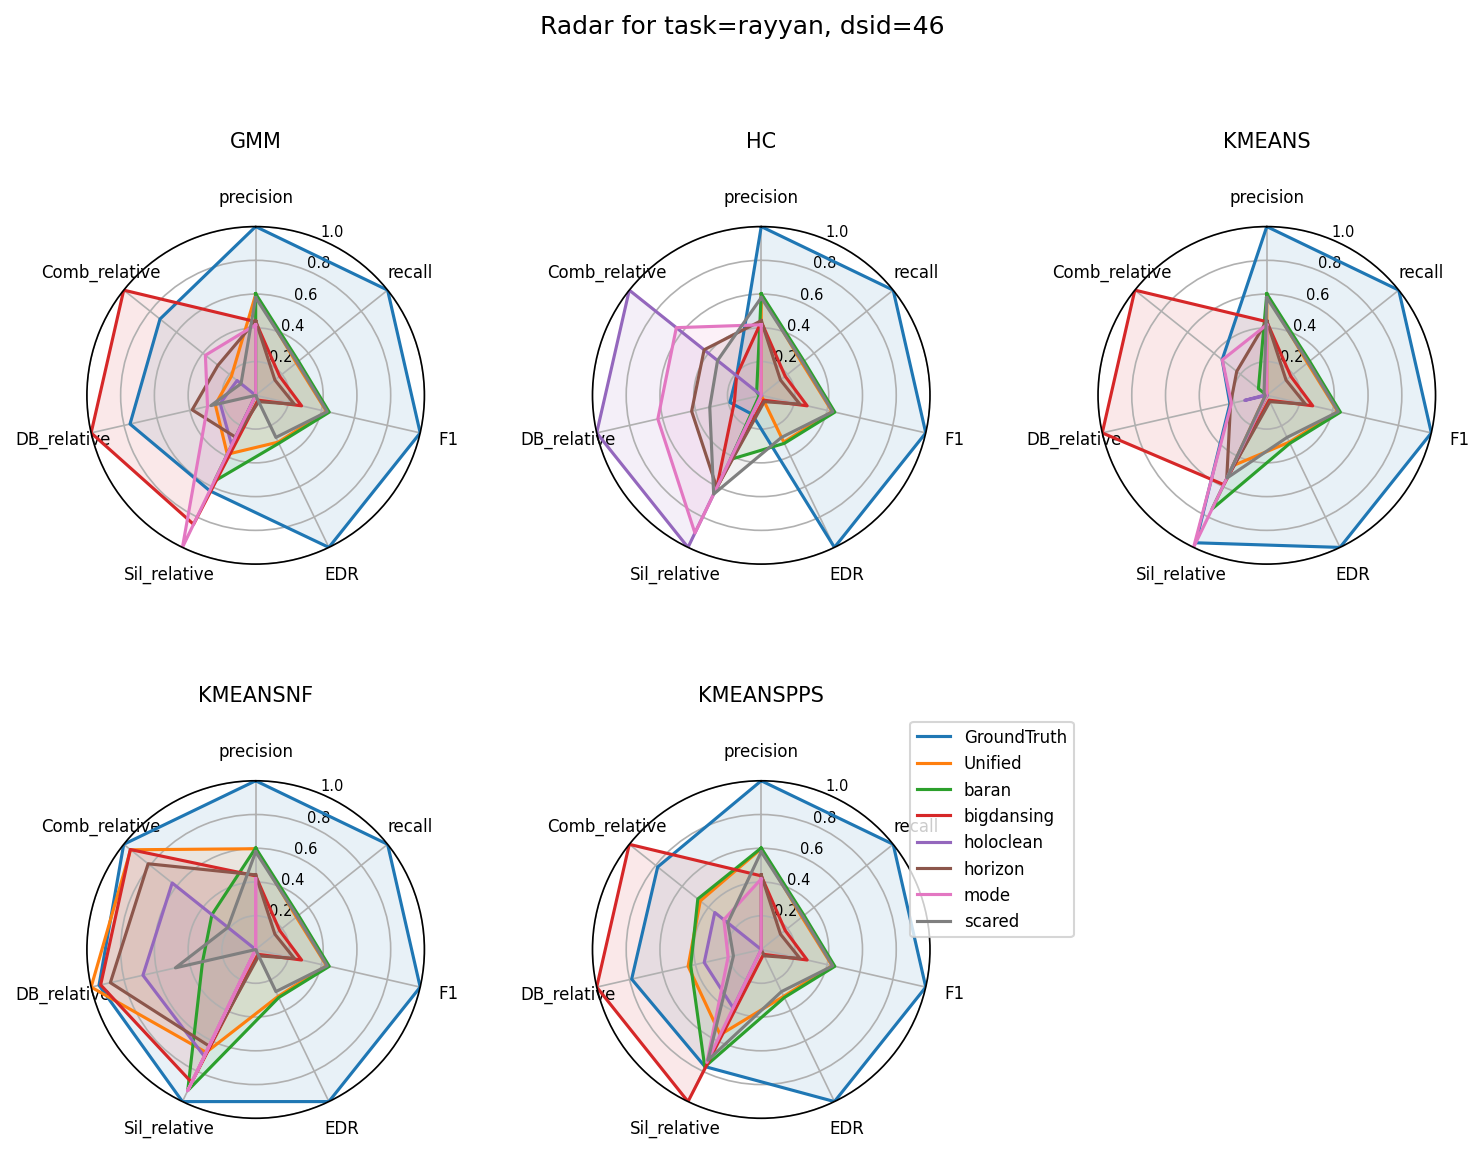 Radar for task=rayyan, dsid=46
GMM
precision
recall
F1
EDR
Sil_relative
DB_relative
Comb_relative
0.2
0.4
0.6
0.8
1.0
HC
precision
recall
F1
EDR
Sil_relative
DB_relative
Comb_relative
0.2
0.4
0.6
0.8
1.0
KMEANS
precision
recall
F1
EDR
Sil_relative
DB_relative
Comb_relative
0.2
0.4
0.6
0.8
1.0
KMEANSNF
precision
recall
F1
EDR
Sil_relative
DB_relative
Comb_relative
0.2
0.4
0.6
0.8
1.0
KMEANSPPS
precision
recall
F1
EDR
Sil_relative
DB_relative
Comb_relative
0.2
0.4
0.6
0.8
1.0
GroundTruth
Unified
baran
bigdansing
holoclean
horizon
mode
scared